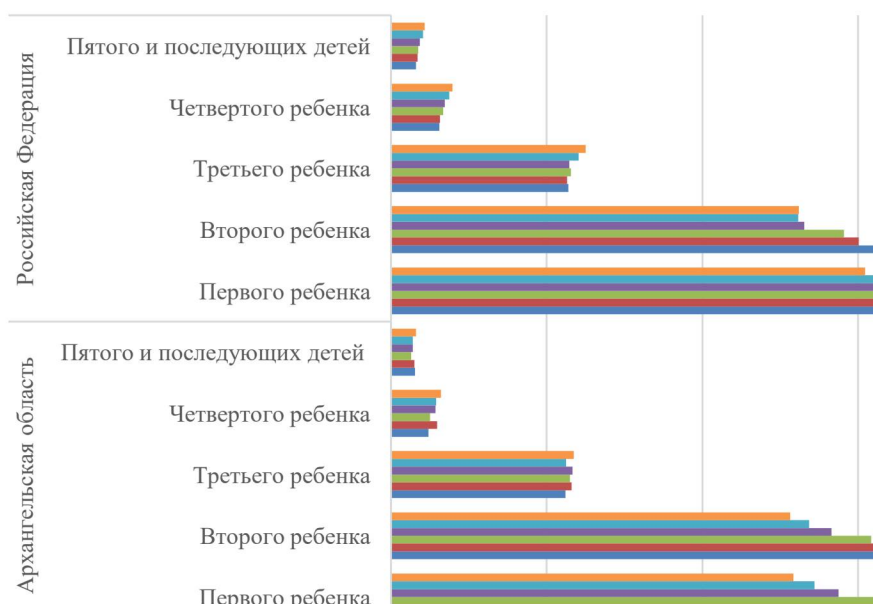 Российская Федерация
Пятого и последующих детей
Четвертого ребенка
Третьего ребенка
Второго ребенка
Первого ребенка
Архангельская область
Пятого и последующих детей
Четвертого ребенка
Третьего ребенка
Второго ребенка
Первого ребенка